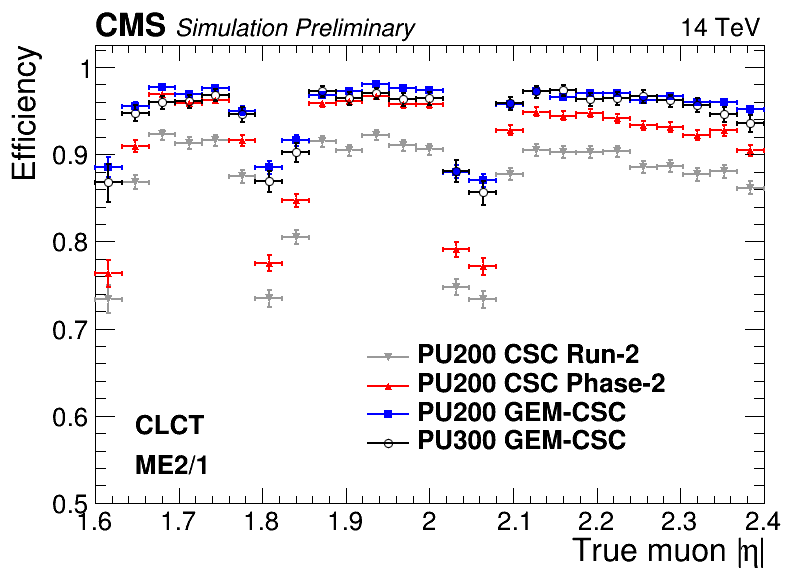 CMS Simulation Preliminary 14 TeV
Efficiency
1
0.9
0.8
0.7
0.6
0.5
PU200 CSC Run-2
PU200 CSC Phase-2
PU200 GEM-CSC
PU300 GEM-CSC
CLCT
ME2/1
1.6 1.7 1.8 1.9 2 2.1 2.2 2.3 2.4
True muon |η|